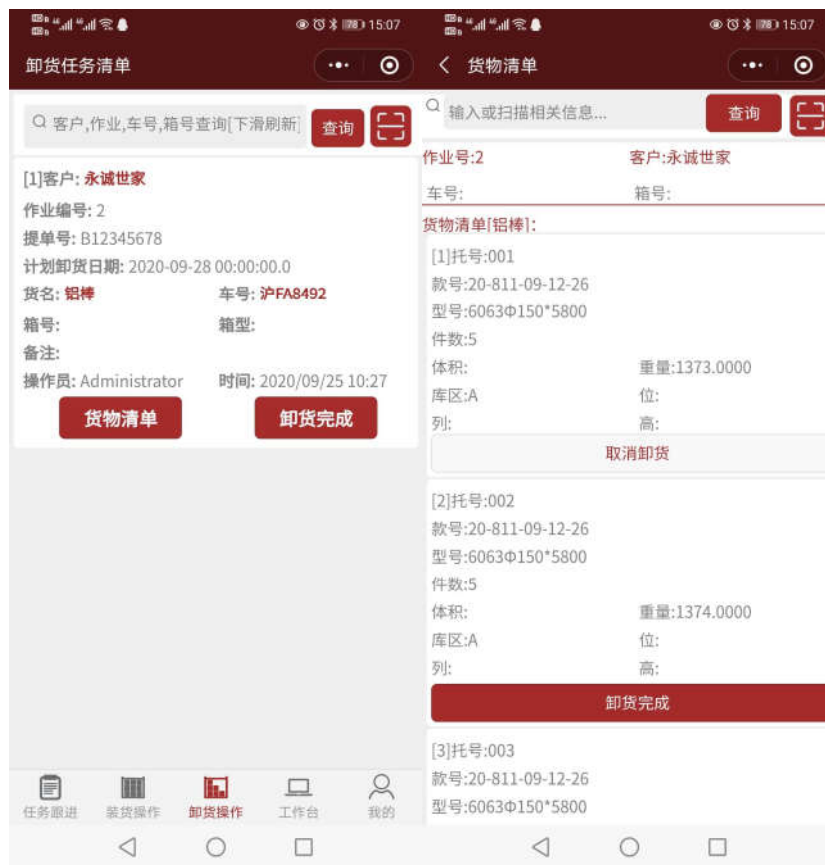 15:07
卸货任务清单
客户,作业,车号,箱号查询[下滑刷新]
查询
[1]客户: 永诚世家
作业编号: 2
提单号: B12345678
计划卸货日期: 2020-09-28 00:00:00.0
货名: 铝棒 车号: 沪FA8492
箱号: 箱型:
备注:
操作员: Administrator 时间: 2020/09/25 10:27
货物清单 卸货完成
任务跟进 装货操作 卸货操作 工作台 我的
15:07
货物清单
输入或扫描相关信息...
查询
作业号:2 客户:永诚世家
车号: 箱号:
货物清单[铝棒]:
[1]托号:001
款号:20-811-09-12-26
型号:6063Φ150*5800
件数:5
体积: 重量:1373.0000
库区:A 位:
列: 高:
取消卸货
[2]托号:002
款号:20-811-09-12-26
型号:6063Φ150*5800
件数:5
体积: 重量:1374.0000
库区:A 位:
列: 高:
卸货完成
[3]托号:003
款号:20-811-09-12-26
型号:6063Φ150*5800